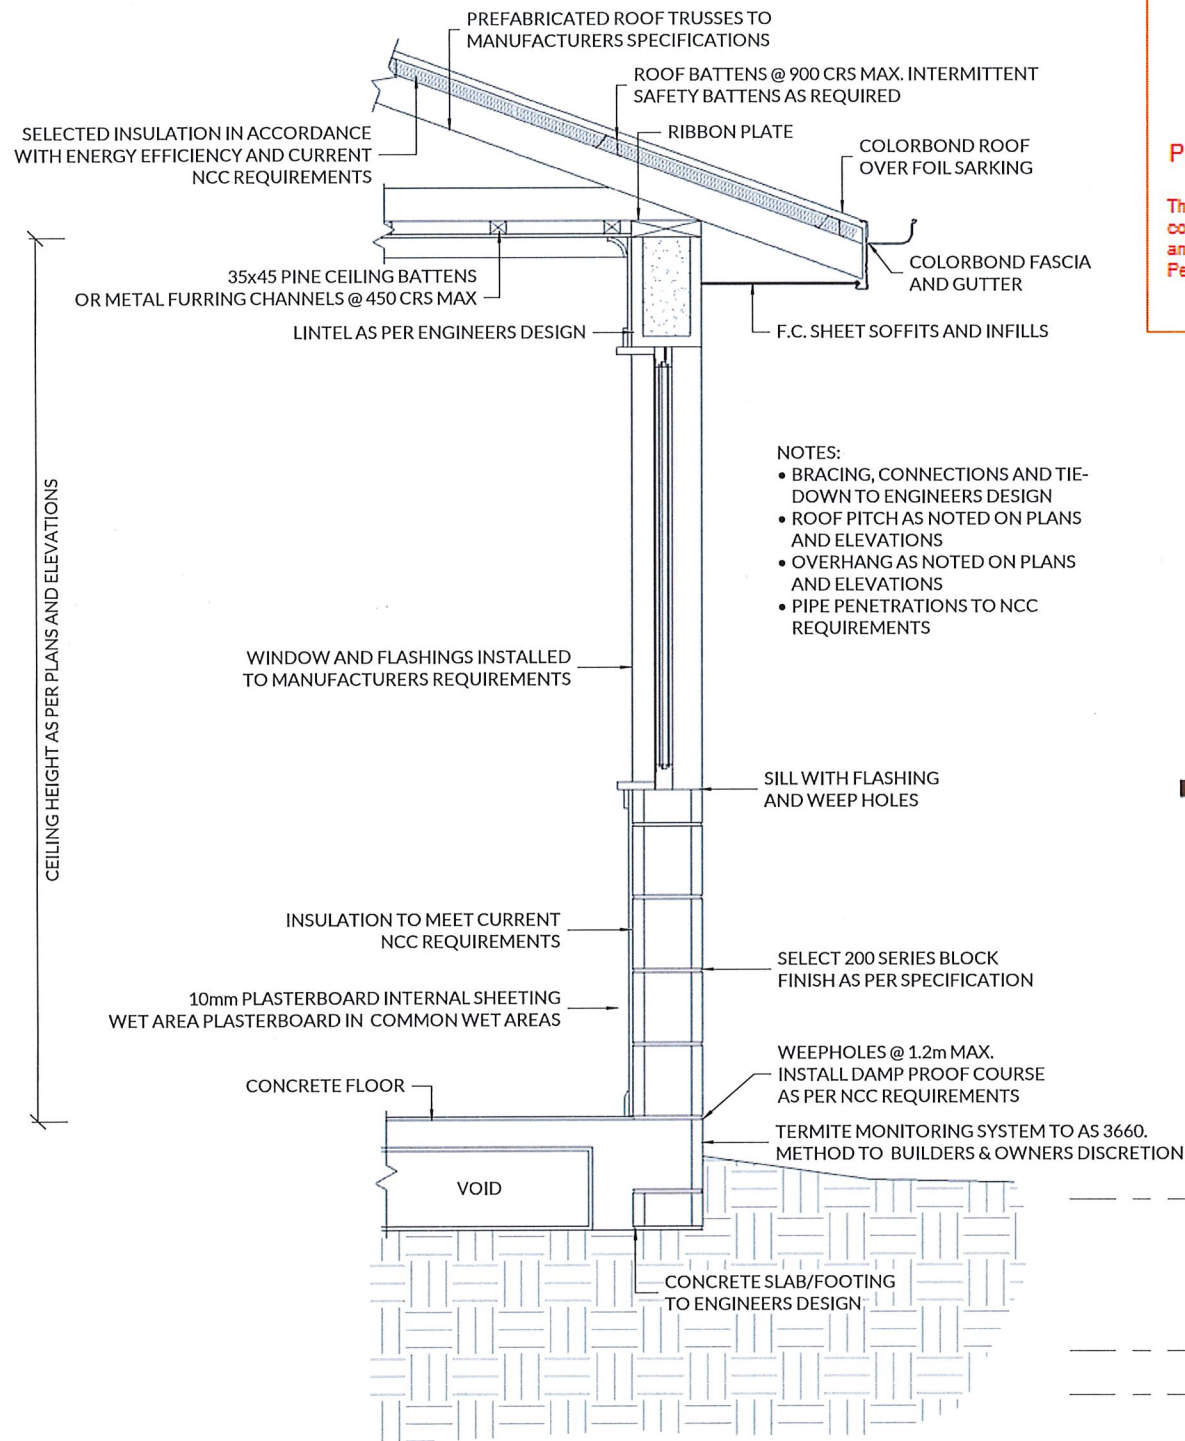 PREFABRICATED ROOF TRUSSES TO
MANUFACTURERS SPECIFICATIONS
ROOF BATTENS @ 900 CRS MAX. INTERMITTENT
SAFETY BATTENS AS REQUIRED
RIBBON PLATE
SELECTED INSULATION IN ACCORDANCE
WITH ENERGY EFFICIENCY AND CURRENT
NCC REQUIREMENTS
COLORBOND ROOF
OVER FOIL SARKING
35x45 PINE CEILING BATTENS
OR METAL FURRING CHANNELS @ 450 CRS MAX
COLORBOND FASCIA
AND GUTTER
LINTEL AS PER ENGINEERS DESIGN
F.C. SHEET SOFFITS AND INFILLS
CEILING HEIGHT AS PER PLANS AND ELEVATIONS
NOTES:
• BRACING, CONNECTIONS AND TIE-
DOWN TO ENGINEERS DESIGN
• ROOF PITCH AS NOTED ON PLANS
AND ELEVATIONS
• OVERHANG AS NOTED ON PLANS
AND ELEVATIONS
• PIPE PENETRATIONS TO NCC
REQUIREMENTS
WINDOW AND FLASHINGS INSTALLED
TO MANUFACTURERS REQUIREMENTS
SILL WITH FLASHING
AND WEEP HOLES
INSULATION TO MEET CURRENT
NCC REQUIREMENTS
SELECT 200 SERIES BLOCK
FINISH AS PER SPECIFICATION
10mm PLASTERBOARD INTERNAL SHEETING
WET AREA PLASTERBOARD IN COMMON WET AREAS
WEEPHOLES @ 1.2m MAX.
INSTALL DAMP PROOF COURSE
AS PER NCC REQUIREMENTS
CONCRETE FLOOR
TERMITE MONITORING SYSTEM TO AS 3660.
METHOD TO BUILDERS & OWNERS DISCRETION
VOID
CONCRETE SLAB/FOOTING
TO ENGINEERS DESIGN